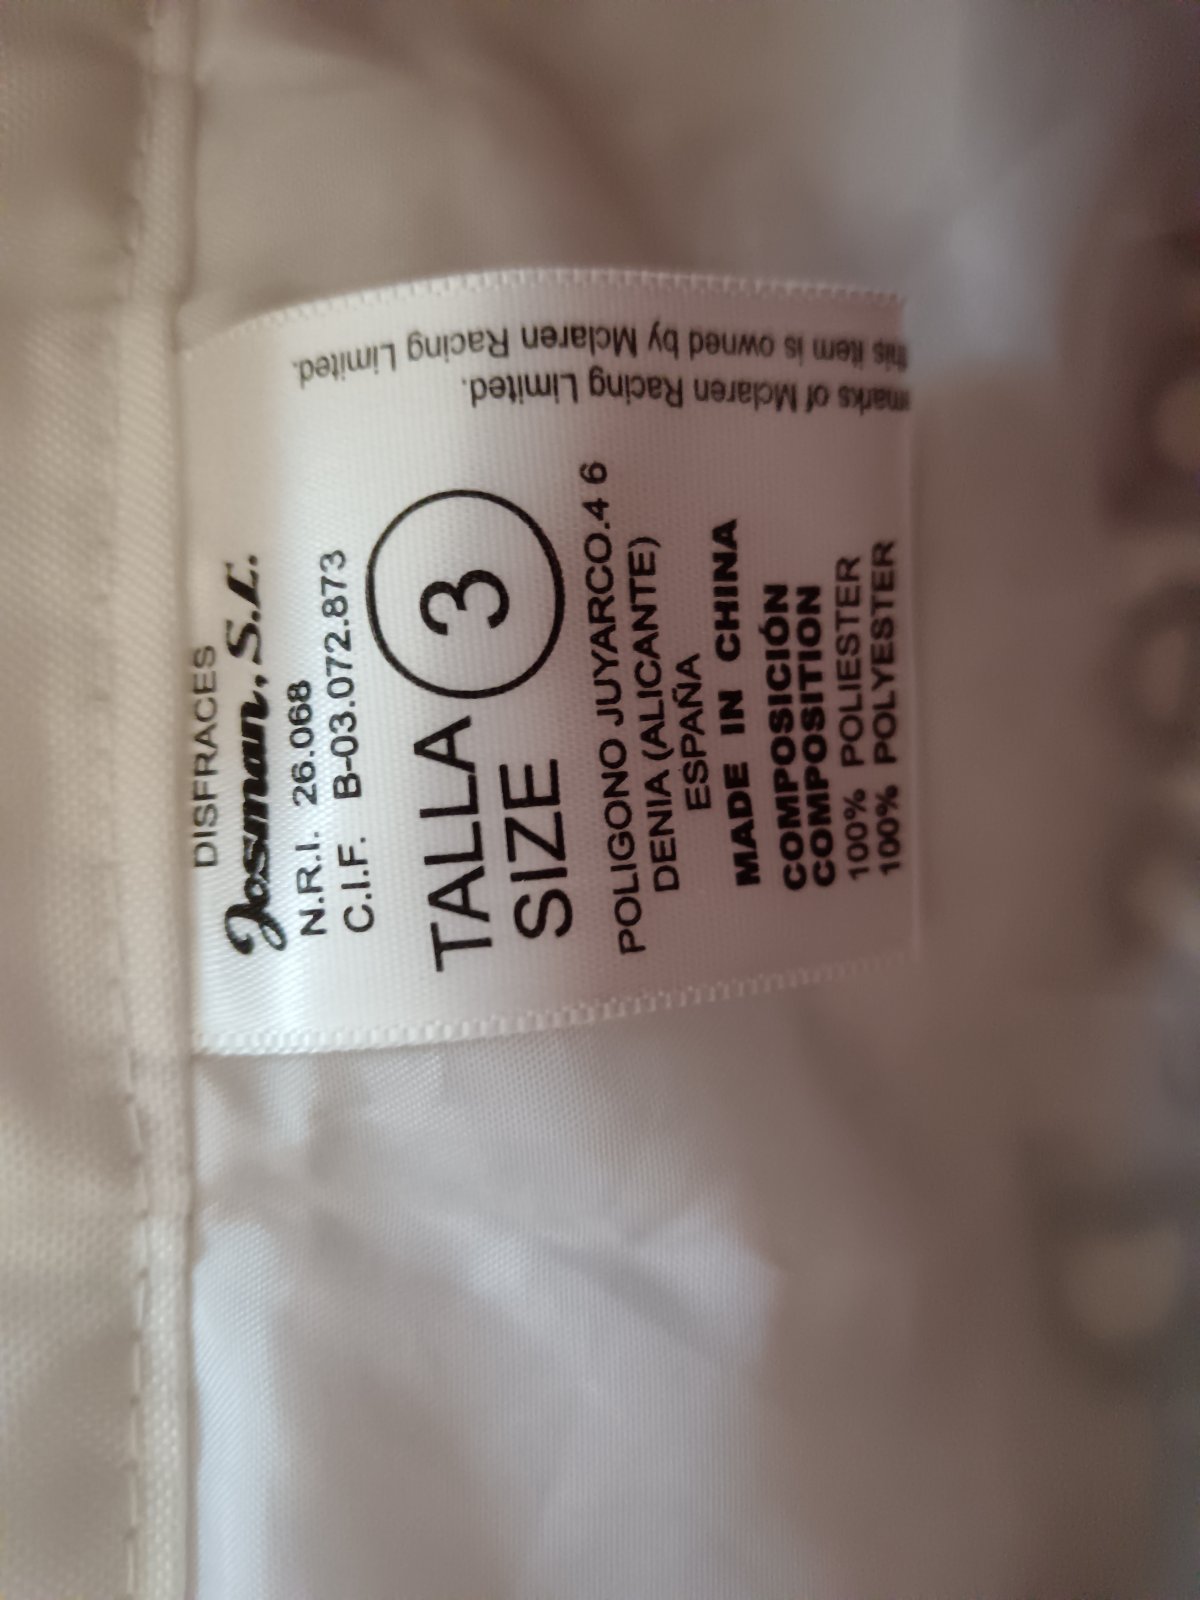 DISFRACES
Josman, S.L.
N.R.I. 26.068
C.I.F. B-03.072.873
TALLA
SIZE
3
POLIGONO JUYARCO.4 6
DENIA (ALICANTE)
ESPAÑA
MADE IN CHINA
COMPOSICIÓN
COMPOSITION
100% POLIESTER
100% POLYESTER
marks of Mclaren Racing Limited.
this item is owned by Mclaren Racing Limited.